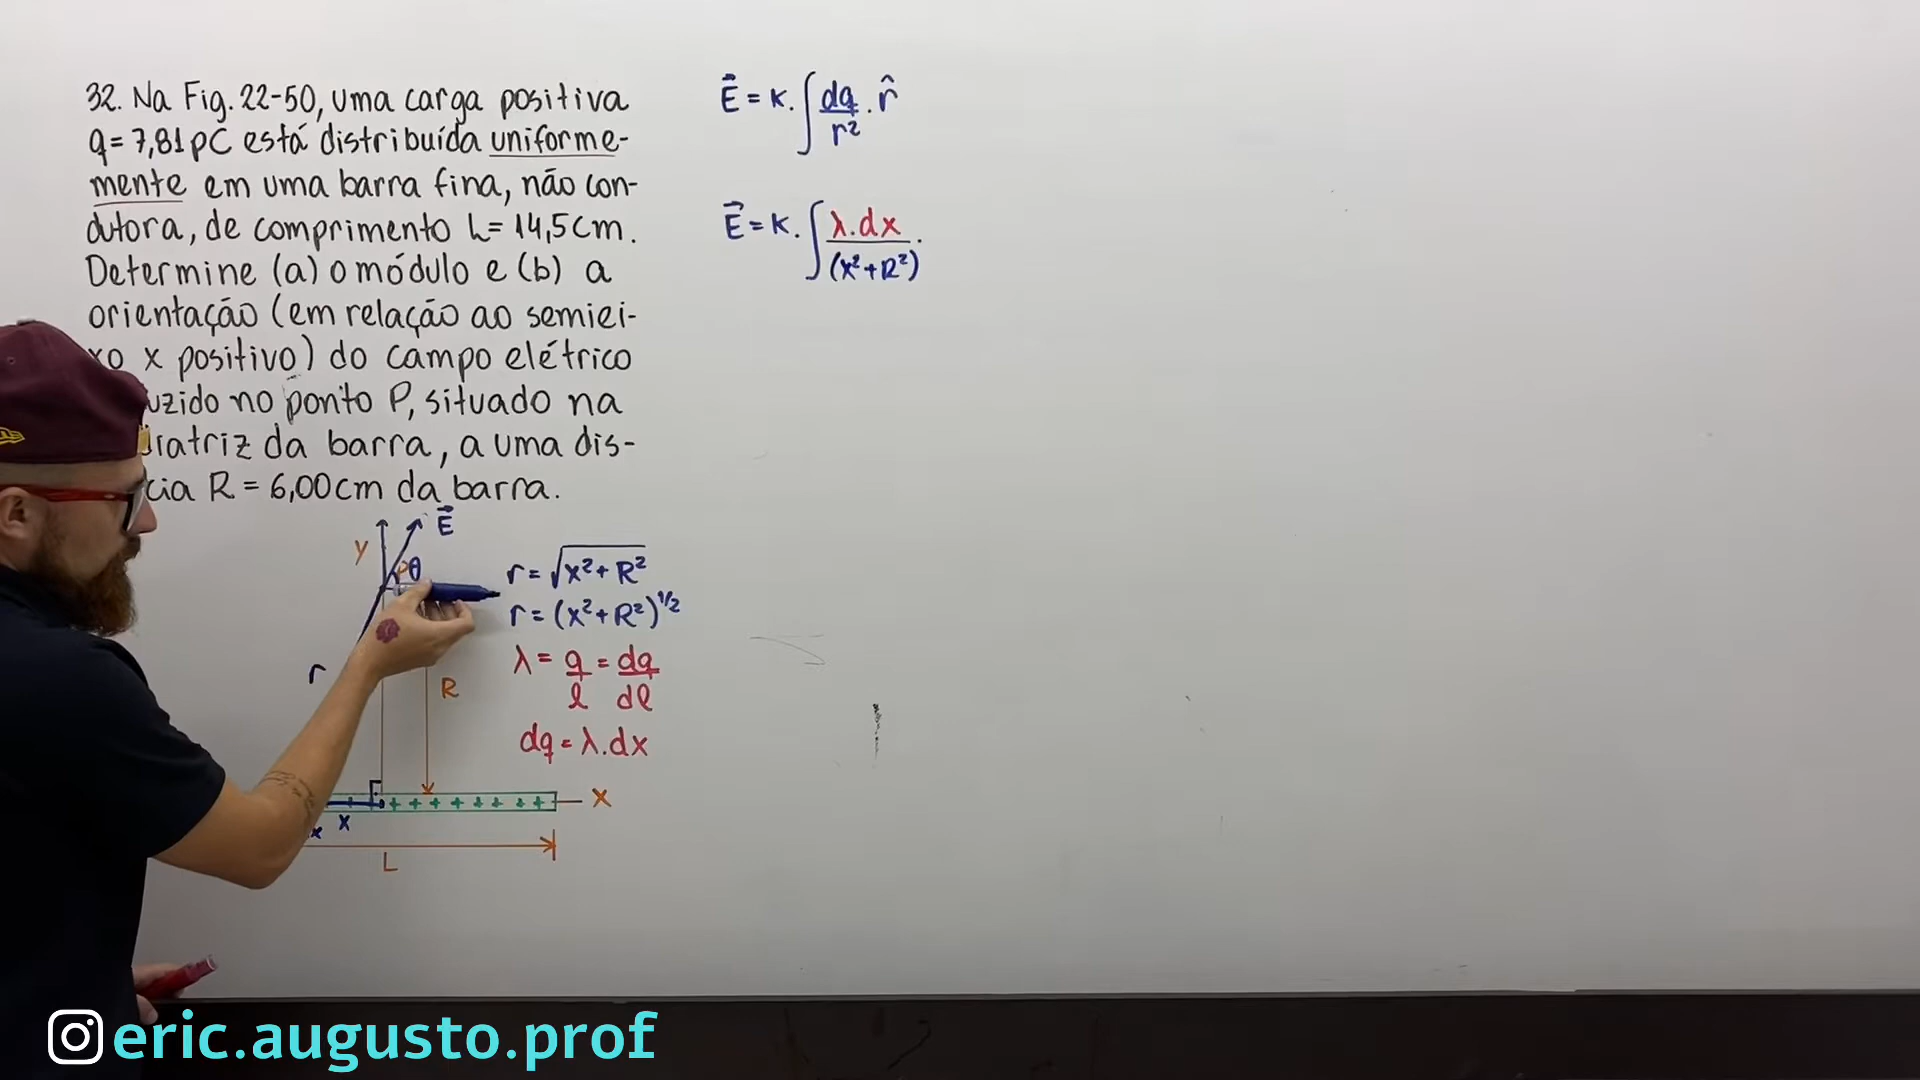 32. Na Fig. 22-50, uma carga positiva
q = 7,81 pC está distribuída uniforme-
mente em uma barra fina, não con-
dutora, de comprimento L = 14,5 cm.
Determine (a) o módulo e (b) a
orientação (em relação ao semiei-
xo x positivo) do campo elétrico
uzido no ponto P, situado na
iatriz da barra, a uma dis-
cia R = 6,00 cm da barra.
E⃗ = K . ∫ dq/r² . r̂
E⃗ = K . ∫ λ.dx/(x²+R²) .
E⃗
y
θ
r = √x²+R²
r = (x²+R²)^1/2
r
R
λ = q/l = dq/dl
dq = λ.dx
+ + + + + + + +
x
x
L
eric.augusto.prof